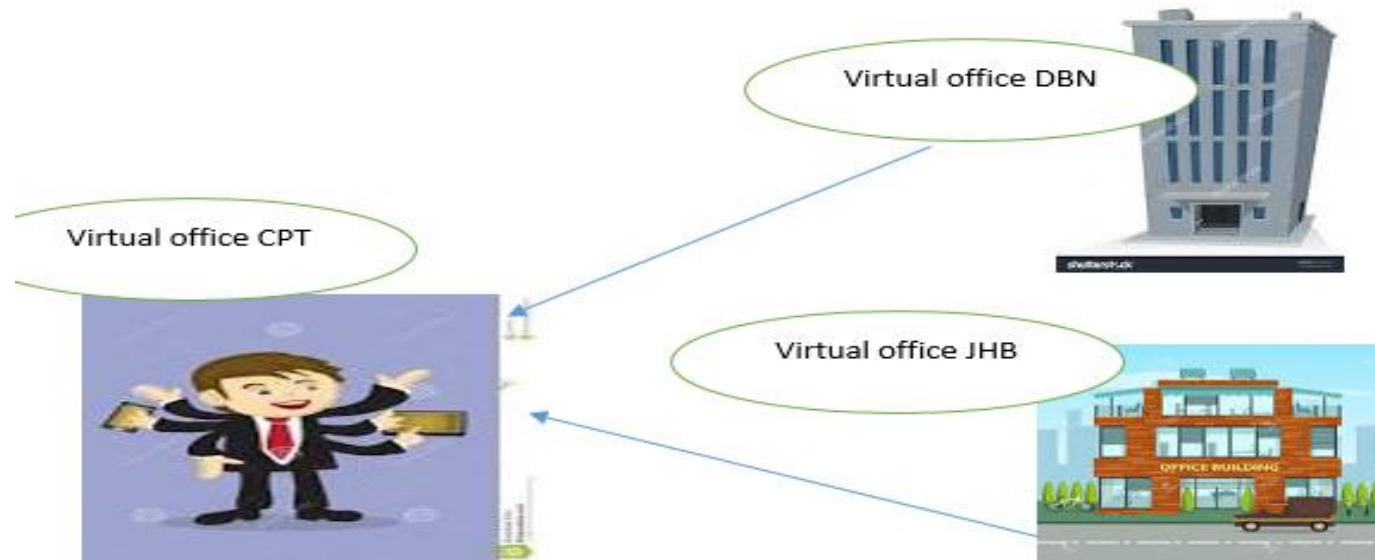 Virtual office DBN
Virtual office CPT
Virtual office JHB
OFFICE BUILDING
shutterstock